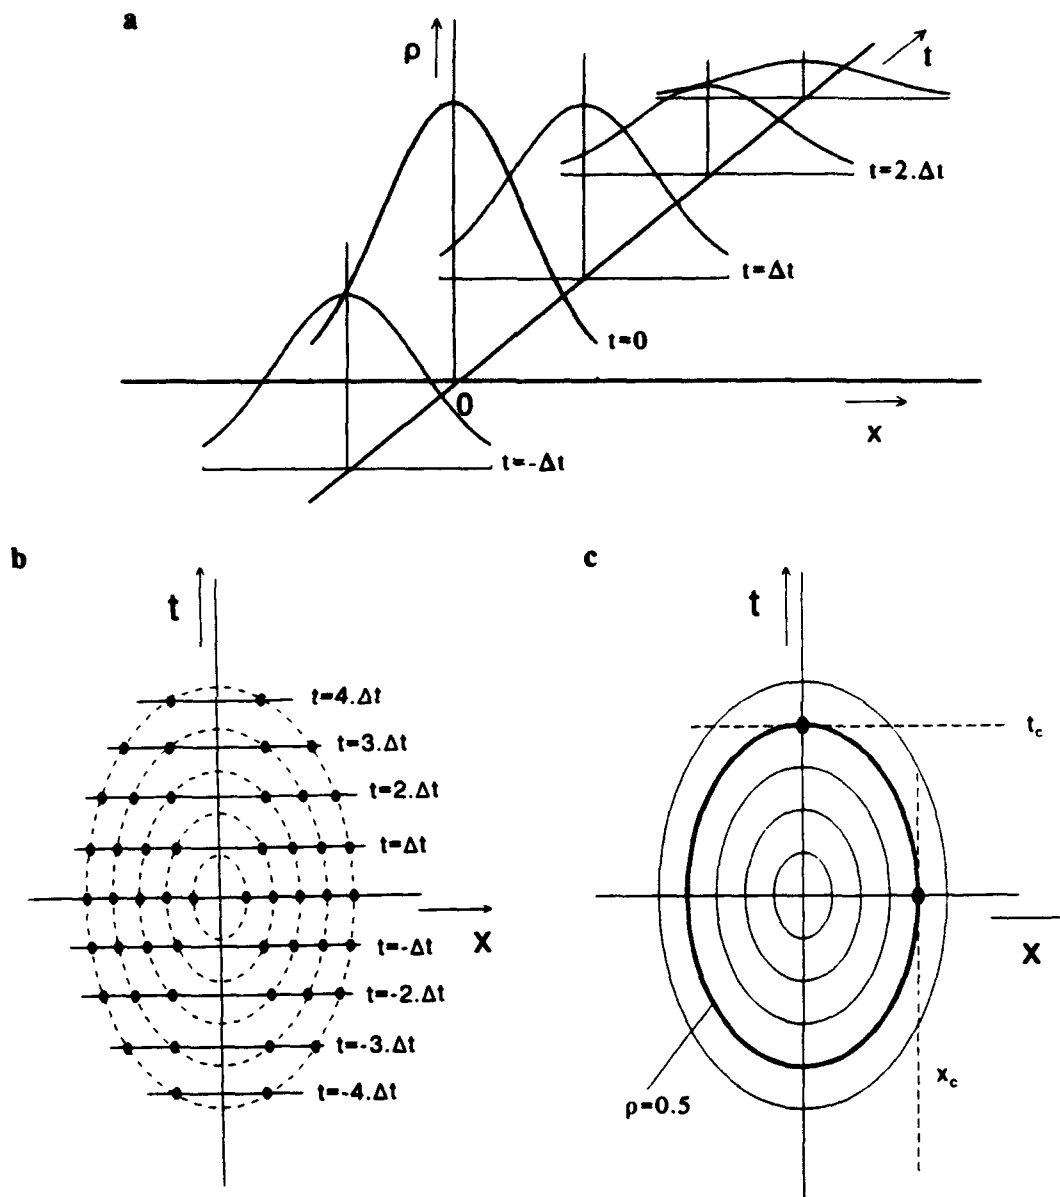 a
ρ
t
t=2.Δt
t=Δt
t=0
0
x
t=-Δt
b
t
t=4.Δt
t=3.Δt
t=2.Δt
t=Δt
x
t=-Δt
t=-2.Δt
t=-3.Δt
t=-4.Δt
c
t
t_c
x
x_c
ρ=0.5